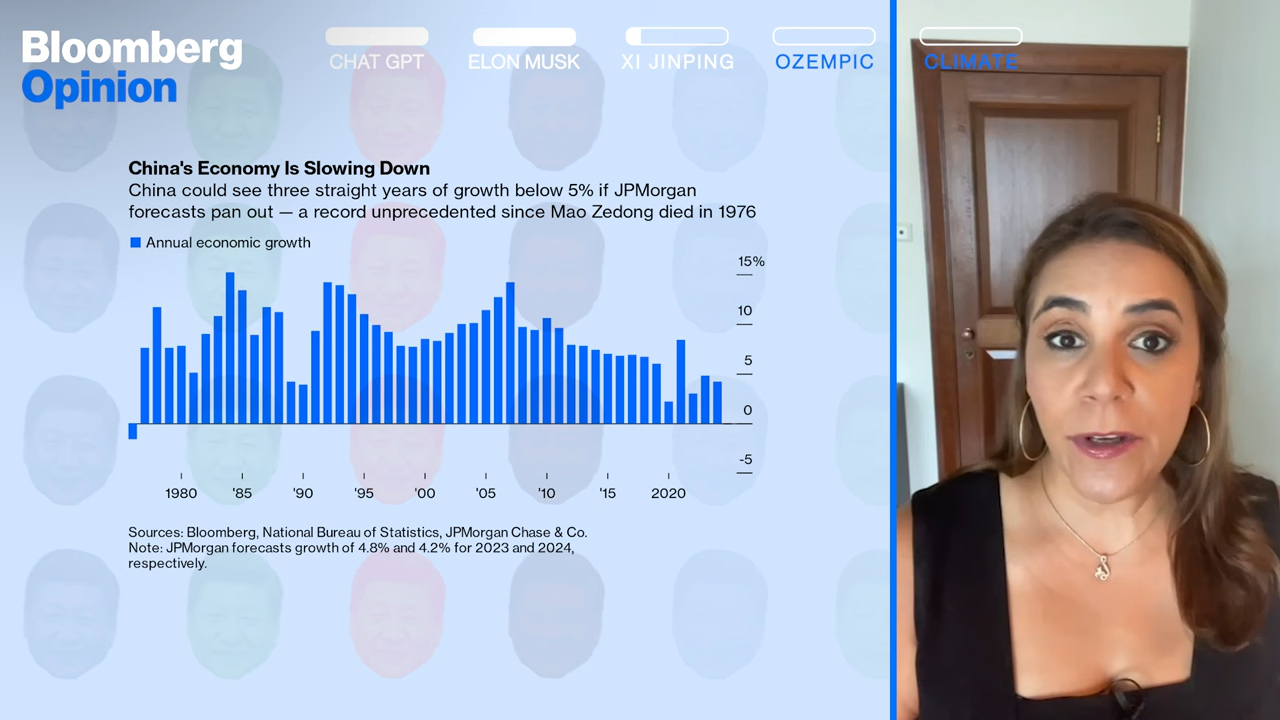 Bloomberg
Opinion
CHAT GPT
ELON MUSK
XI JINPING
OZEMPIC
CLIMATE
China's Economy Is Slowing Down
China could see three straight years of growth below 5% if JPMorgan
forecasts pan out — a record unprecedented since Mao Zedong died in 1976
Annual economic growth
15%
10
5
0
-5
1980 '85 '90 '95 '00 '05 '10 '15 2020
Sources: Bloomberg, National Bureau of Statistics, JPMorgan Chase & Co.
Note: JPMorgan forecasts growth of 4.8% and 4.2% for 2023 and 2024,
respectively.